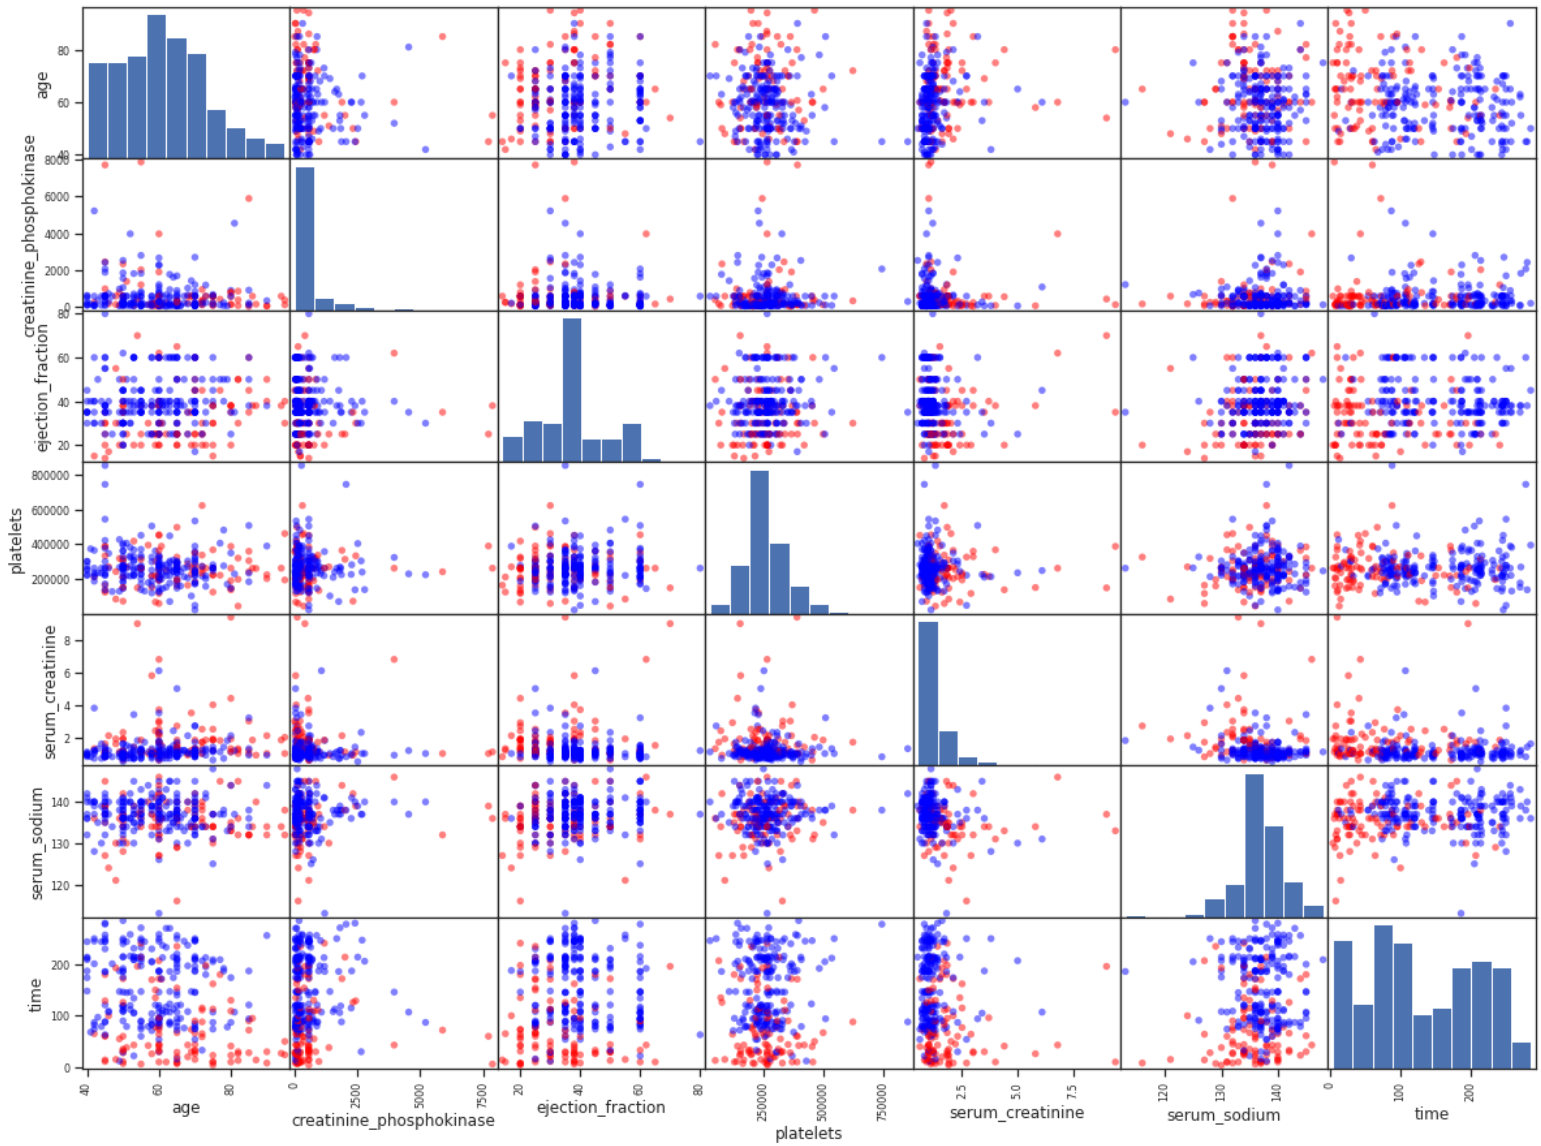 age
80
60
40
creatinine_phosphokinase
8000
6000
4000
2000
0
ejection_fraction
80
60
40
20
platelets
800000
600000
400000
200000
serum_creatinine
8
6
4
2
serum_sodium
140
130
120
time
200
100
0
40 60 80
0 2500 5000 7500
20 40 60 80
250000 500000 750000
2.5 5.0 7.5
120 130 140
0 100 200
age
creatinine_phosphokinase
ejection_fraction
platelets
serum_creatinine
serum_sodium
time